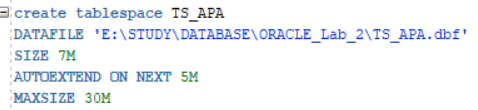 create tablespace TS_APA
DATAFILE 'E:\STUDY\DATABASE\ORACLE_Lab_2\TS_APA.dbf'
SIZE 7M
AUTOEXTEND ON NEXT 5M
MAXSIZE 30M